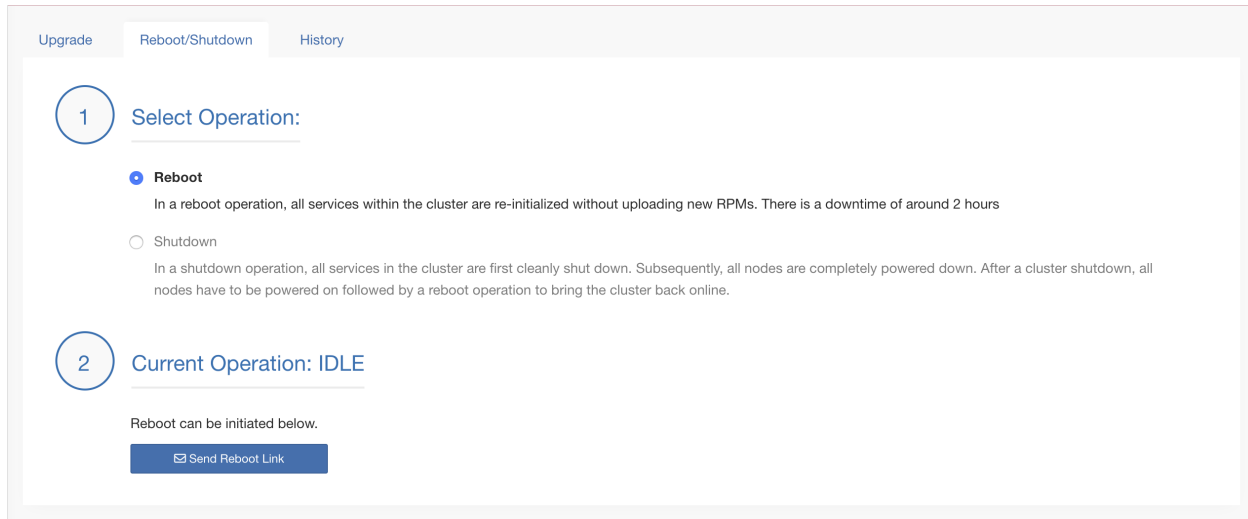 Upgrade Reboot/Shutdown History
1 Select Operation:
Reboot
In a reboot operation, all services within the cluster are re-initialized without uploading new RPMs. There is a downtime of around 2 hours
Shutdown
In a shutdown operation, all services in the cluster are first cleanly shut down. Subsequently, all nodes are completely powered down. After a cluster shutdown, all
nodes have to be powered on followed by a reboot operation to bring the cluster back online.
2 Current Operation: IDLE
Reboot can be initiated below.
Send Reboot Link